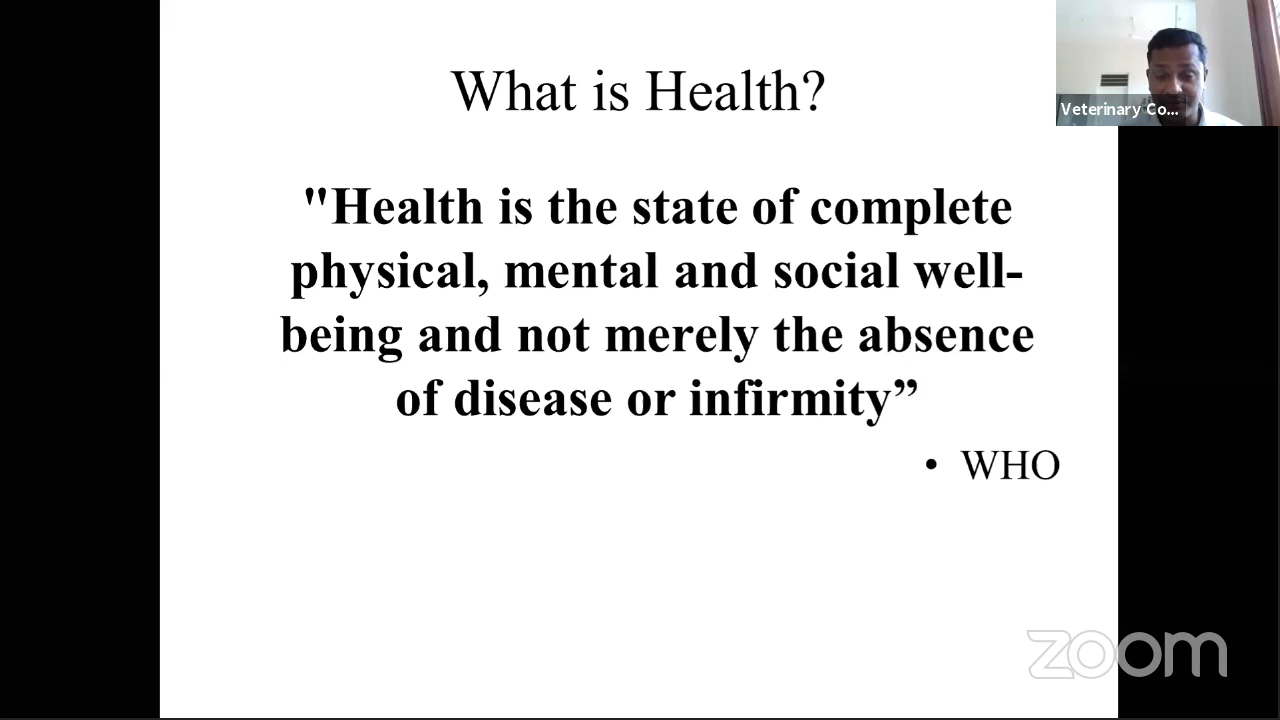 What is Health?
Veterinary Co...
"Health is the state of complete
physical, mental and social well-
being and not merely the absence
of disease or infirmity”
• WHO
zoom